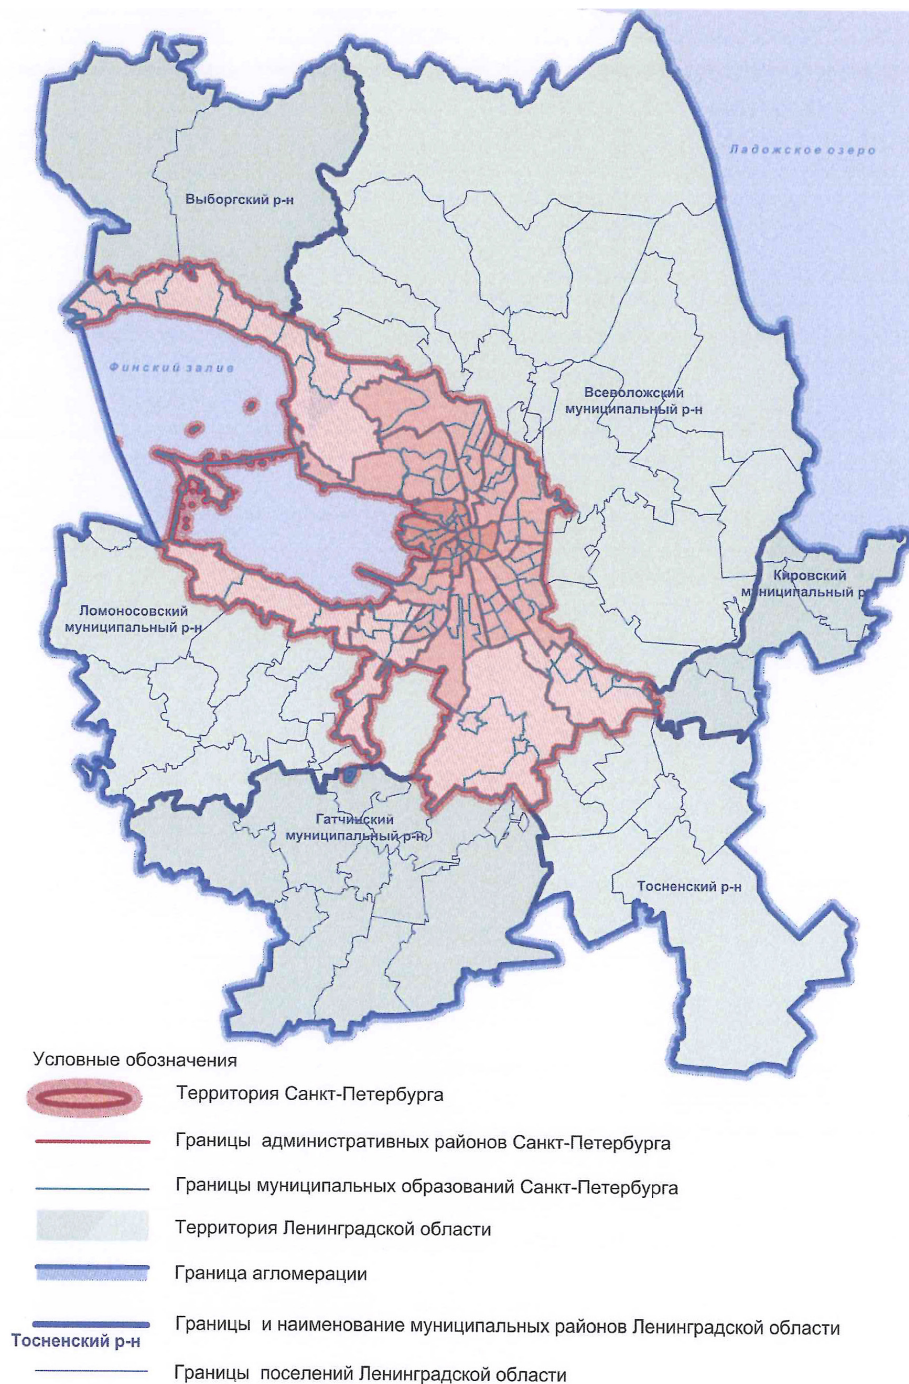 Ладожское озеро
Выборгский р-н
Финский залив
Всеволожский
муниципальный р-н
Кировский
муниципальный р
Ломоносовский
муниципальный р-н
Гатчинский
муниципальный р-н
Тосненский р-н
Условные обозначения
Территория Санкт-Петербурга
Границы административных районов Санкт-Петербурга
Границы муниципальных образований Санкт-Петербурга
Территория Ленинградской области
Граница агломерации
Границы и наименование муниципальных районов Ленинградской области
Тосненский р-н
Границы поселений Ленинградской области